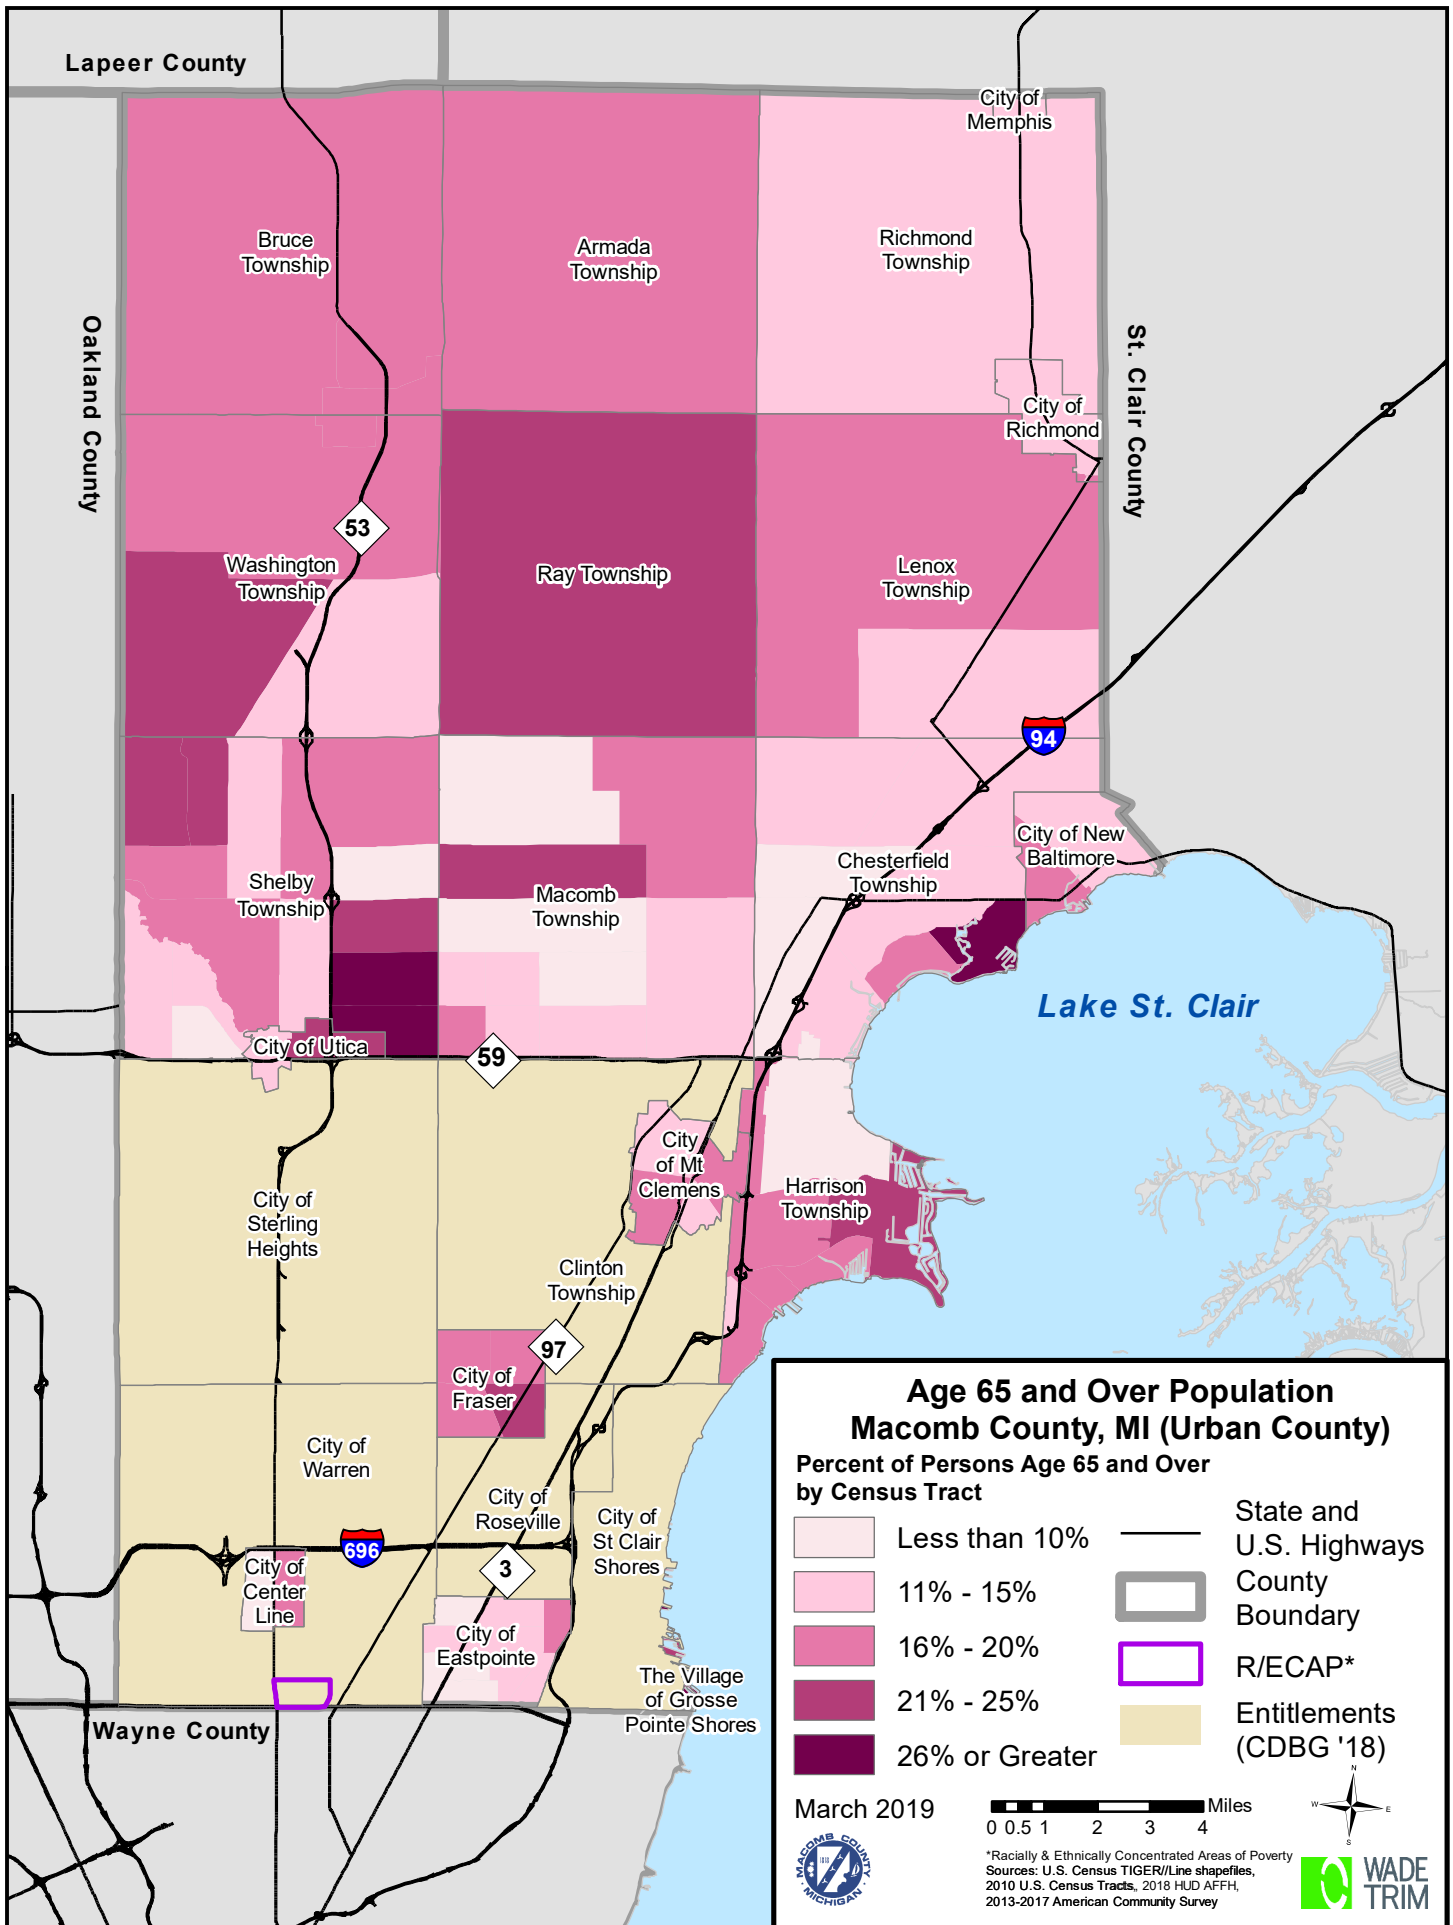 Lapeer County
City of
Memphis
Bruce
Township
Armada
Township
Richmond
Township
Oakland County
St. Clair County
City of
Richmond
53
Washington
Township
Ray Township
Lenox
Township
94
City of New
Baltimore
Chesterfield
Township
Shelby
Township
Macomb
Township
Lake St. Clair
City of Utica
59
City
of Mt
Clemens
Harrison
Township
City of
Sterling
Heights
Clinton
Township
97
City of
Fraser
City of
Warren
City of
Roseville
City of
St Clair
Shores
696
3
City of
Center
Line
City of
Eastpointe
The Village
of Grosse
Pointe Shores
Wayne County
Age 65 and Over Population
Macomb County, MI (Urban County)
Percent of Persons Age 65 and Over
by Census Tract
Less than 10%
11% - 15%
16% - 20%
21% - 25%
26% or Greater
State and
U.S. Highways
County
Boundary
R/ECAP*
Entitlements
(CDBG '18)
March 2019
Miles
0 0.5 1 2 3 4
N
W E
S
MACOMB COUNTY
MICHIGAN
*Racially & Ethnically Concentrated Areas of Poverty
Sources: U.S. Census TIGER//Line shapefiles,
2010 U.S. Census Tracts,, 2018 HUD AFFH,
2013-2017 American Community Survey
WADE
TRIM